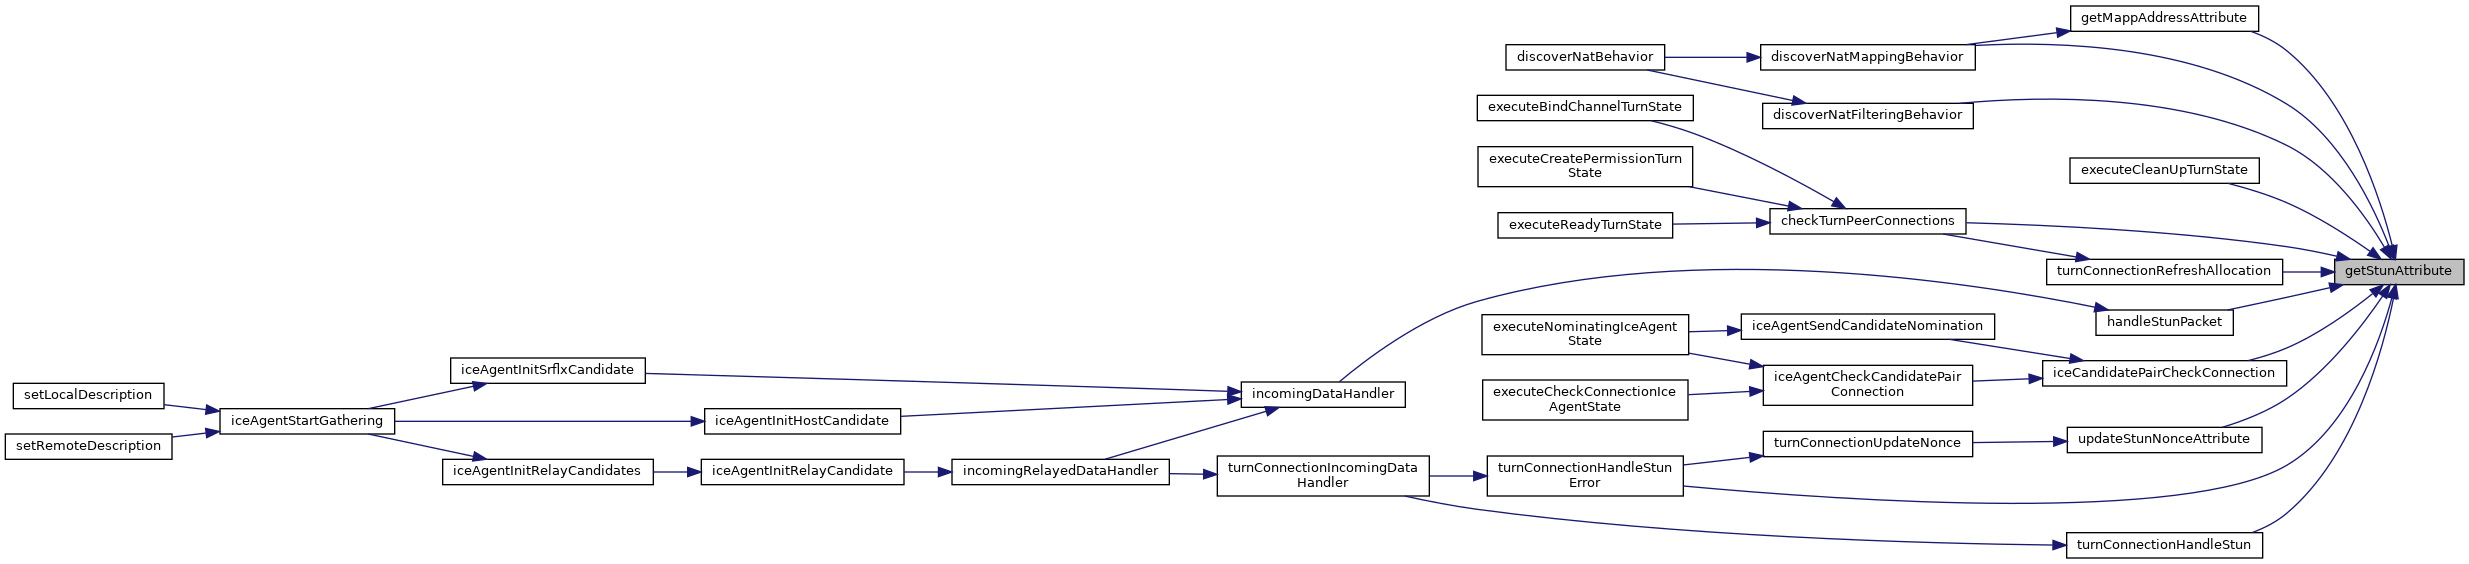 getMappAddressAttribute
discoverNatBehavior
discoverNatMappingBehavior
executeBindChannelTurnState
discoverNatFilteringBehavior
executeCreatePermissionTurn
State
executeCleanUpTurnState
executeReadyTurnState
checkTurnPeerConnections
turnConnectionRefreshAllocation
getStunAttribute
handleStunPacket
executeNominatingIceAgent
State
iceAgentSendCandidateNomination
iceAgentInitSrflxCandidate
iceAgentCheckCandidatePair
Connection
iceCandidatePairCheckConnection
setLocalDescription
incomingDataHandler
executeCheckConnectionIce
AgentState
iceAgentStartGathering
iceAgentInitHostCandidate
setRemoteDescription
turnConnectionUpdateNonce
updateStunNonceAttribute
iceAgentInitRelayCandidates
iceAgentInitRelayCandidate
incomingRelayedDataHandler
turnConnectionIncomingData
Handler
turnConnectionHandleStun
Error
turnConnectionHandleStun